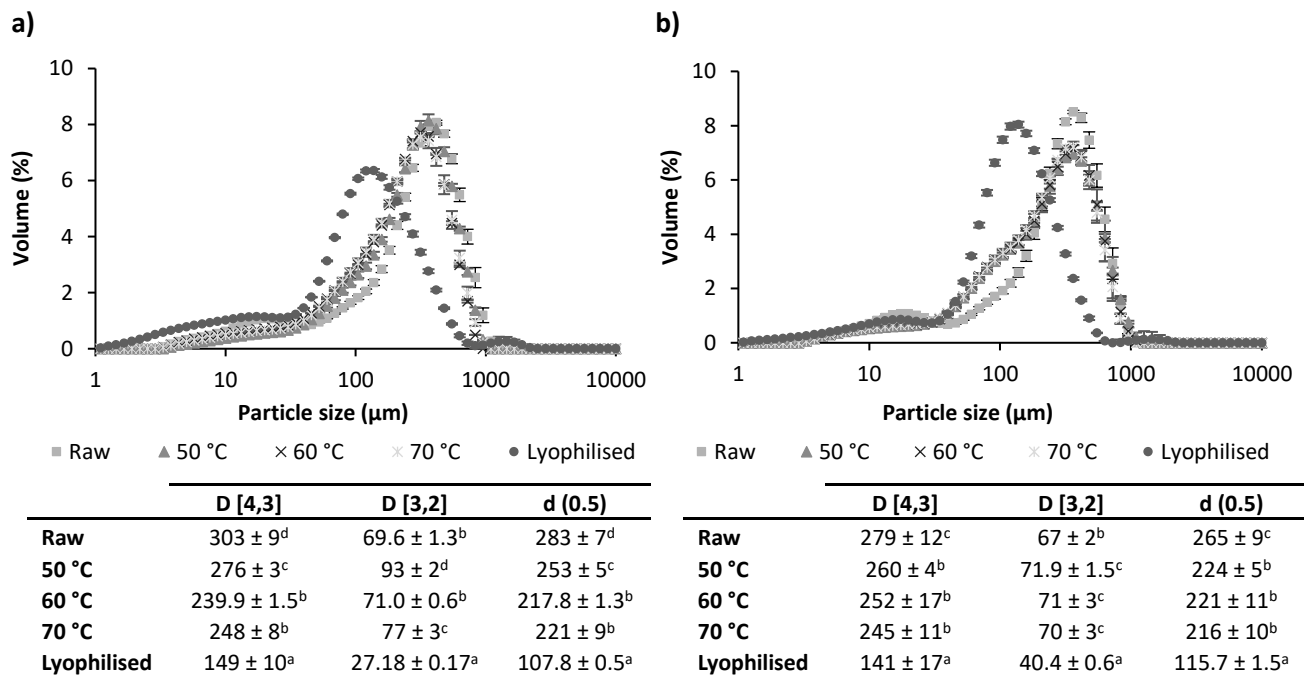 a)
10
8
6
4
2
0
Volume (%)
1 10 100 1000 10000
Particle size (µm)
Raw 50 °C 60 °C 70 °C Lyophilised
D [4,3] D [3,2] d (0.5)
Raw 303 ± 9ᵈ 69.6 ± 1.3ᵇ 283 ± 7ᵈ
50 °C 276 ± 3ᶜ 93 ± 2ᵈ 253 ± 5ᶜ
60 °C 239.9 ± 1.5ᵇ 71.0 ± 0.6ᵇ 217.8 ± 1.3ᵇ
70 °C 248 ± 8ᵇ 77 ± 3ᶜ 221 ± 9ᵇ
Lyophilised 149 ± 10ᵃ 27.18 ± 0.17ᵃ 107.8 ± 0.5ᵃ
b)
10
8
6
4
2
0
Volume (%)
1 10 100 1000 10000
Particle size (µm)
Raw 50 °C 60 °C 70 °C Lyophilised
D [4,3] D [3,2] d (0.5)
Raw 279 ± 12ᶜ 67 ± 2ᵇ 265 ± 9ᶜ
50 °C 260 ± 4ᵇ 71.9 ± 1.5ᶜ 224 ± 5ᵇ
60 °C 252 ± 17ᵇ 71 ± 3ᶜ 221 ± 11ᵇ
70 °C 245 ± 11ᵇ 70 ± 3ᶜ 216 ± 10ᵇ
Lyophilised 141 ± 17ᵃ 40.4 ± 0.6ᵃ 115.7 ± 1.5ᵃ